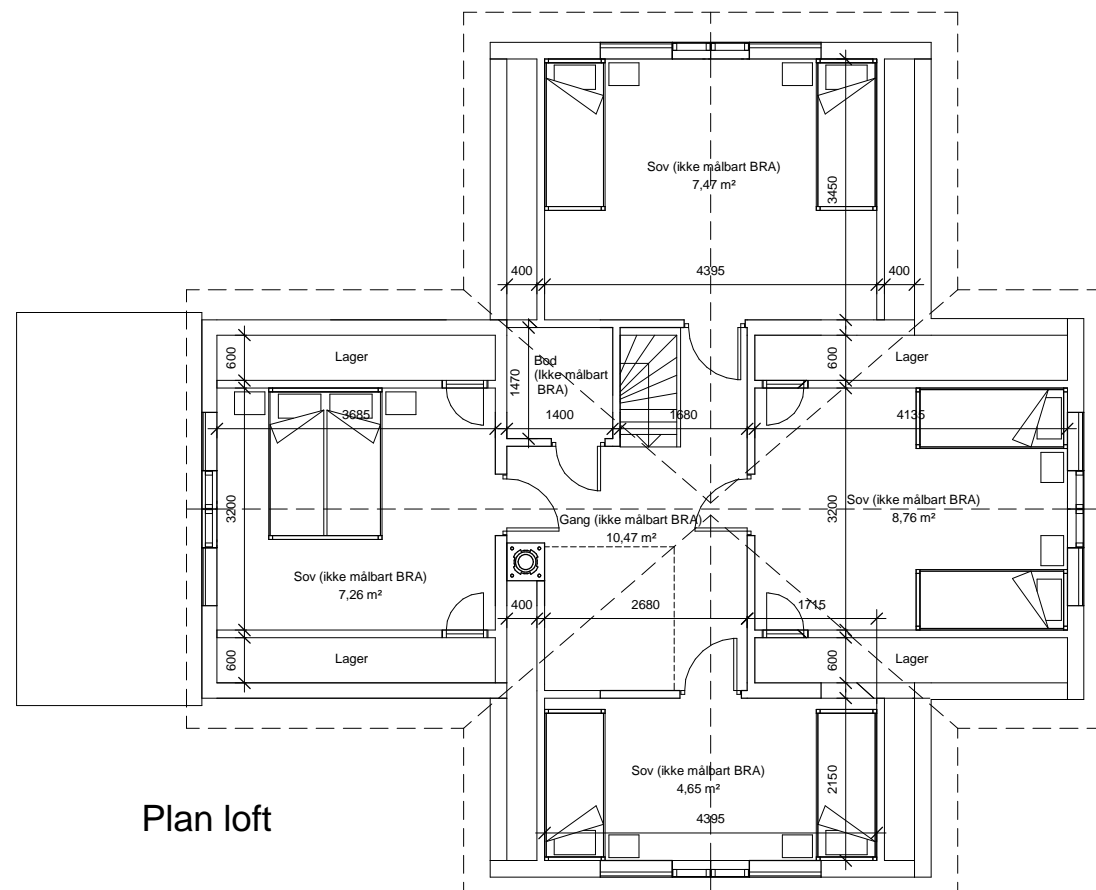 Sov (ikke målbart BRA)
7,47 m²
3450
400
4395
400
600
Lager
Bod
(Ikke målbart
BRA)
1470
600
Lager
3685
1400
1680
4135
3200
3200
Sov (ikke målbart BRA)
8,76 m²
Gang (ikke målbart BRA)
10,47 m²
Sov (ikke målbart BRA)
7,26 m²
400
2680
1715
600
Lager
600
Lager
Sov (ikke målbart BRA)
4,65 m²
2150
4395
Plan loft